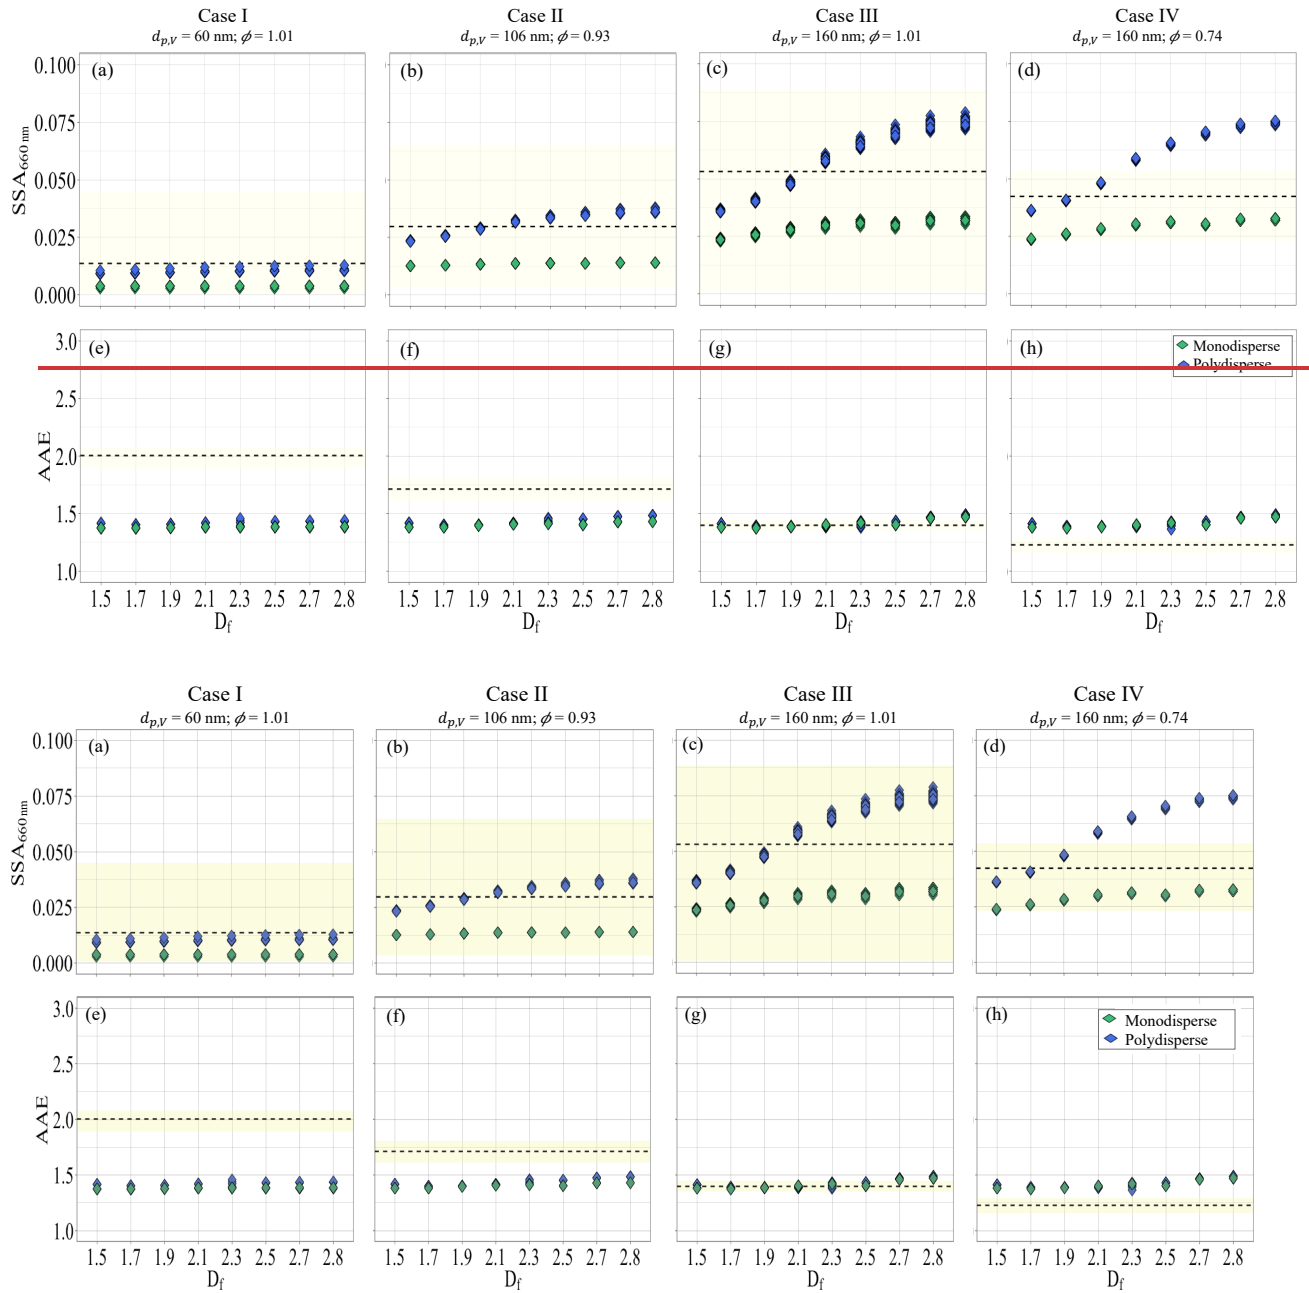 Case I Case II Case III Case IV
d_p,V = 60 nm; ϕ = 1.01 d_p,V = 106 nm; ϕ = 0.93 d_p,V = 160 nm; ϕ = 1.01 d_p,V = 160 nm; ϕ = 0.74
(a) (b) (c) (d)
SSA660 nm
0.100
0.075
0.050
0.025
0.000
(e) (f) (g) (h)
Monodisperse
Polydisperse
AAE
3.0
2.5
2.0
1.5
1.0
1.5 1.7 1.9 2.1 2.3 2.5 2.7 2.8 1.5 1.7 1.9 2.1 2.3 2.5 2.7 2.8 1.5 1.7 1.9 2.1 2.3 2.5 2.7 2.8 1.5 1.7 1.9 2.1 2.3 2.5 2.7 2.8
Df Df Df Df
Case I Case II Case III Case IV
d_p,V = 60 nm; ϕ = 1.01 d_p,V = 106 nm; ϕ = 0.93 d_p,V = 160 nm; ϕ = 1.01 d_p,V = 160 nm; ϕ = 0.74
(a) (b) (c) (d)
SSA660 nm
0.100
0.075
0.050
0.025
0.000
(e) (f) (g) (h)
Monodisperse
Polydisperse
AAE
3.0
2.5
2.0
1.5
1.0
1.5 1.7 1.9 2.1 2.3 2.5 2.7 2.8 1.5 1.7 1.9 2.1 2.3 2.5 2.7 2.8 1.5 1.7 1.9 2.1 2.3 2.5 2.7 2.8 1.5 1.7 1.9 2.1 2.3 2.5 2.7 2.8
Df Df Df Df